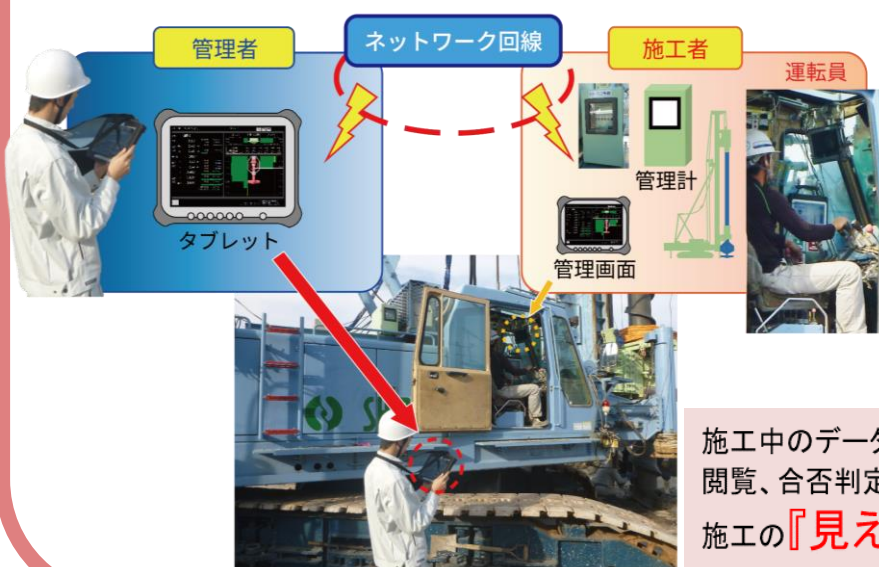 管理者
ネットワーク回線
施工者
運転員
管理計
タブレット
管理画面
施工中のデータ
閲覧、合否判定
施工の『見え